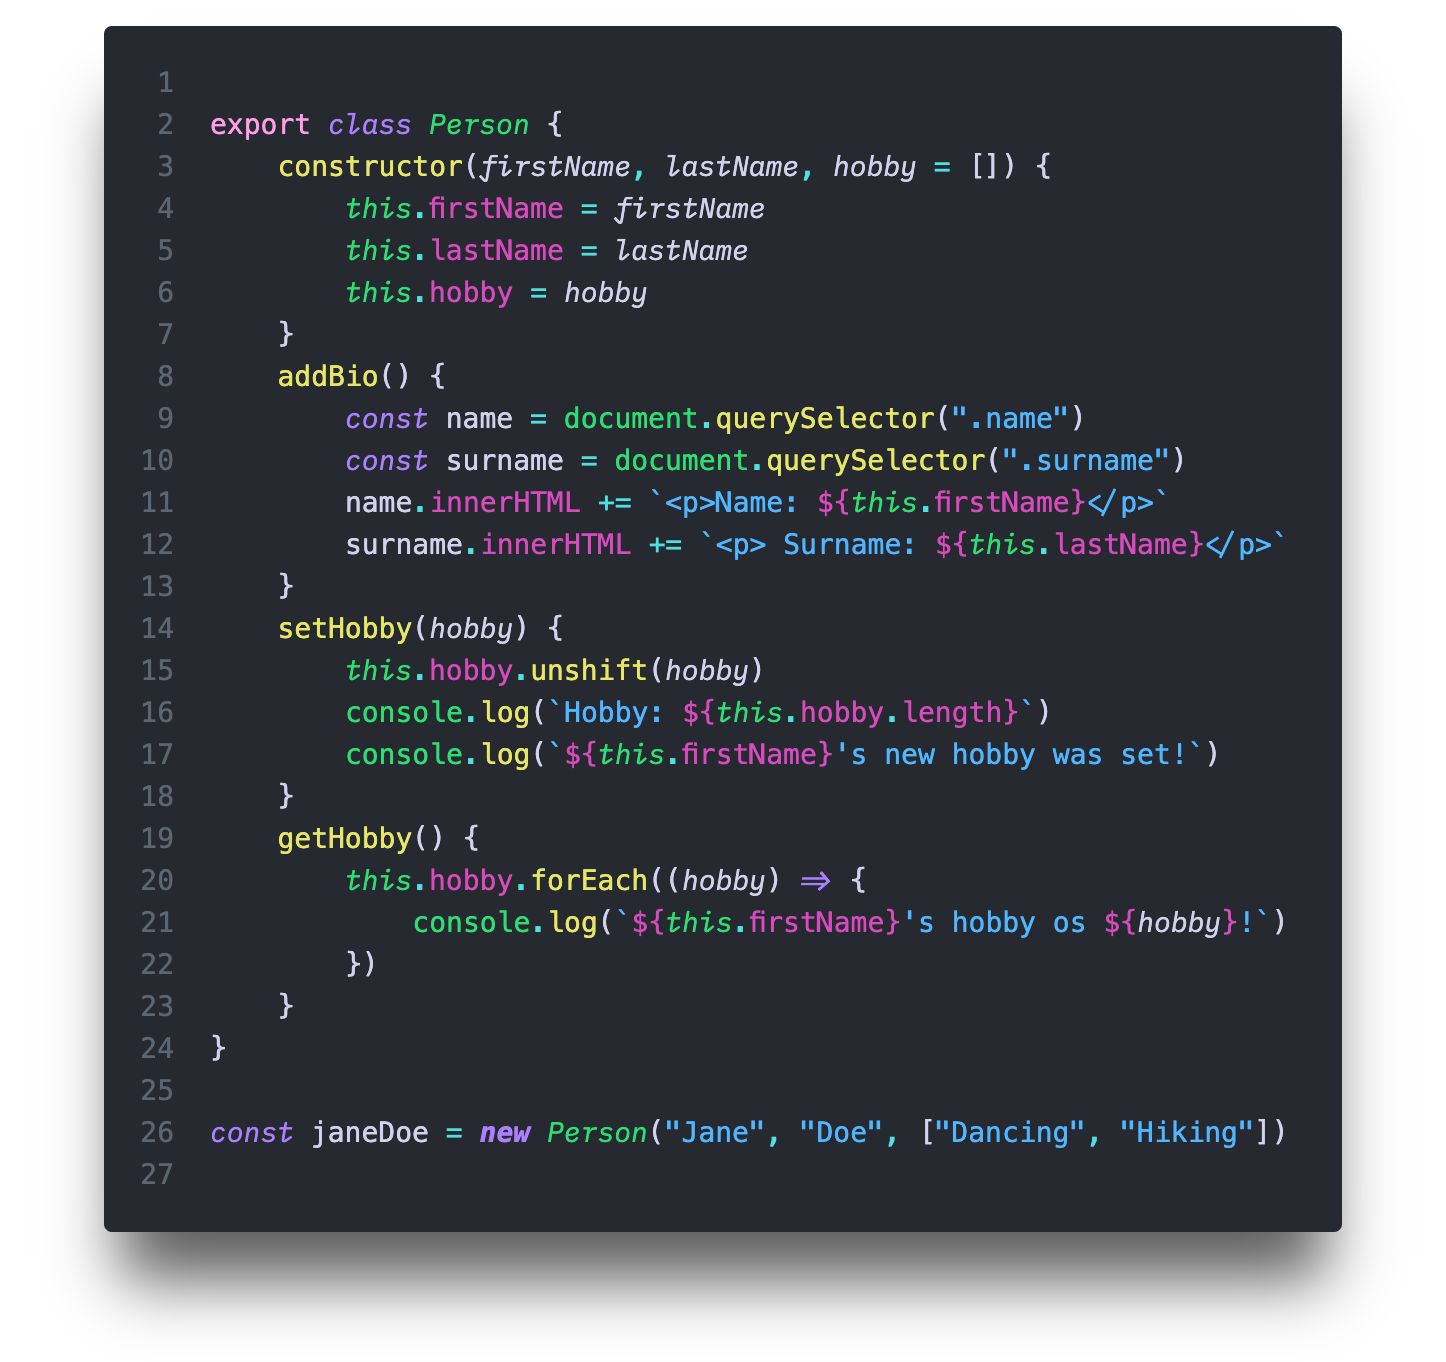 1
2 export class Person {
3     constructor(firstName, lastName, hobby = []) {
4         this.firstName = firstName
5         this.lastName = lastName
6         this.hobby = hobby
7     }
8     addBio() {
9         const name = document.querySelector(".name")
10         const surname = document.querySelector(".surname")
11         name.innerHTML += `<p>Name: ${this.firstName}</p>`
12         surname.innerHTML += `<p> Surname: ${this.lastName}</p>`
13     }
14     setHobby(hobby) {
15         this.hobby.unshift(hobby)
16         console.log(`Hobby: ${this.hobby.length}`)
17         console.log(`${this.firstName}'s new hobby was set!`)
18     }
19     getHobby() {
20         this.hobby.forEach((hobby) => {
21             console.log(`${this.firstName}'s hobby os ${hobby}!`)
22         })
23     }
24 }
25
26 const janeDoe = new Person("Jane", "Doe", ["Dancing", "Hiking"])
27